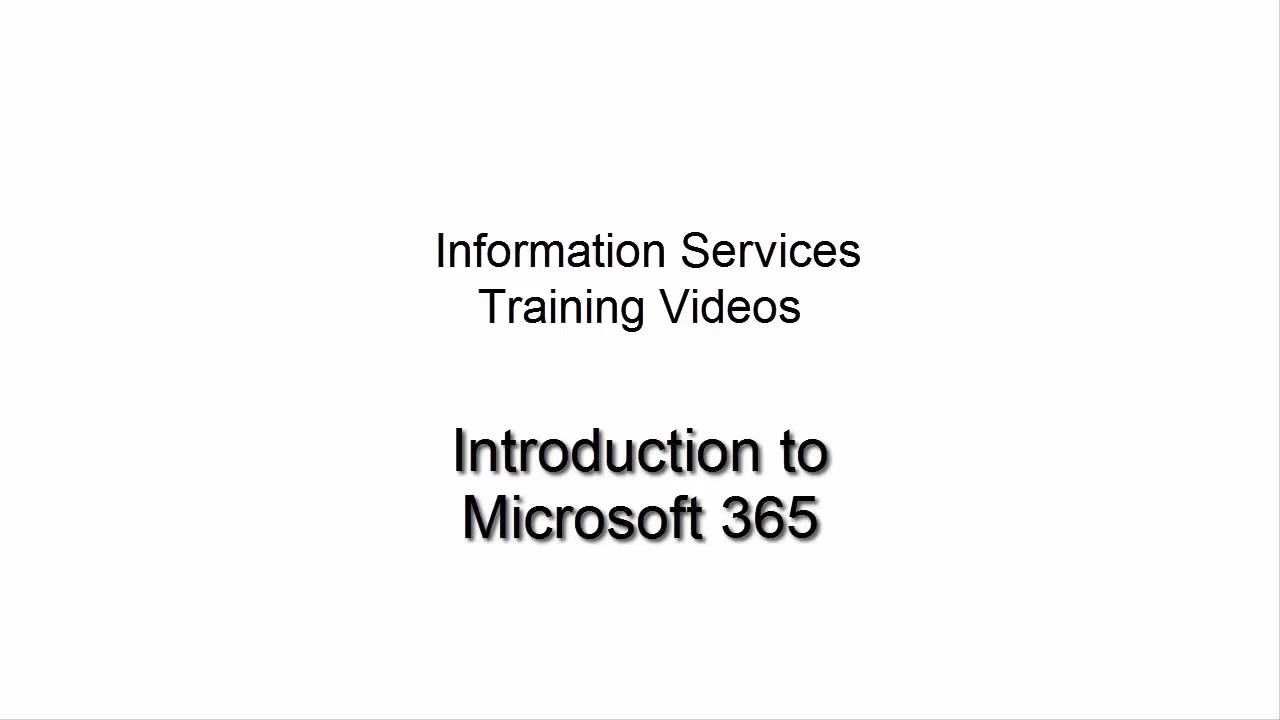 Information Services
Training Videos
Introduction to
Microsoft 365